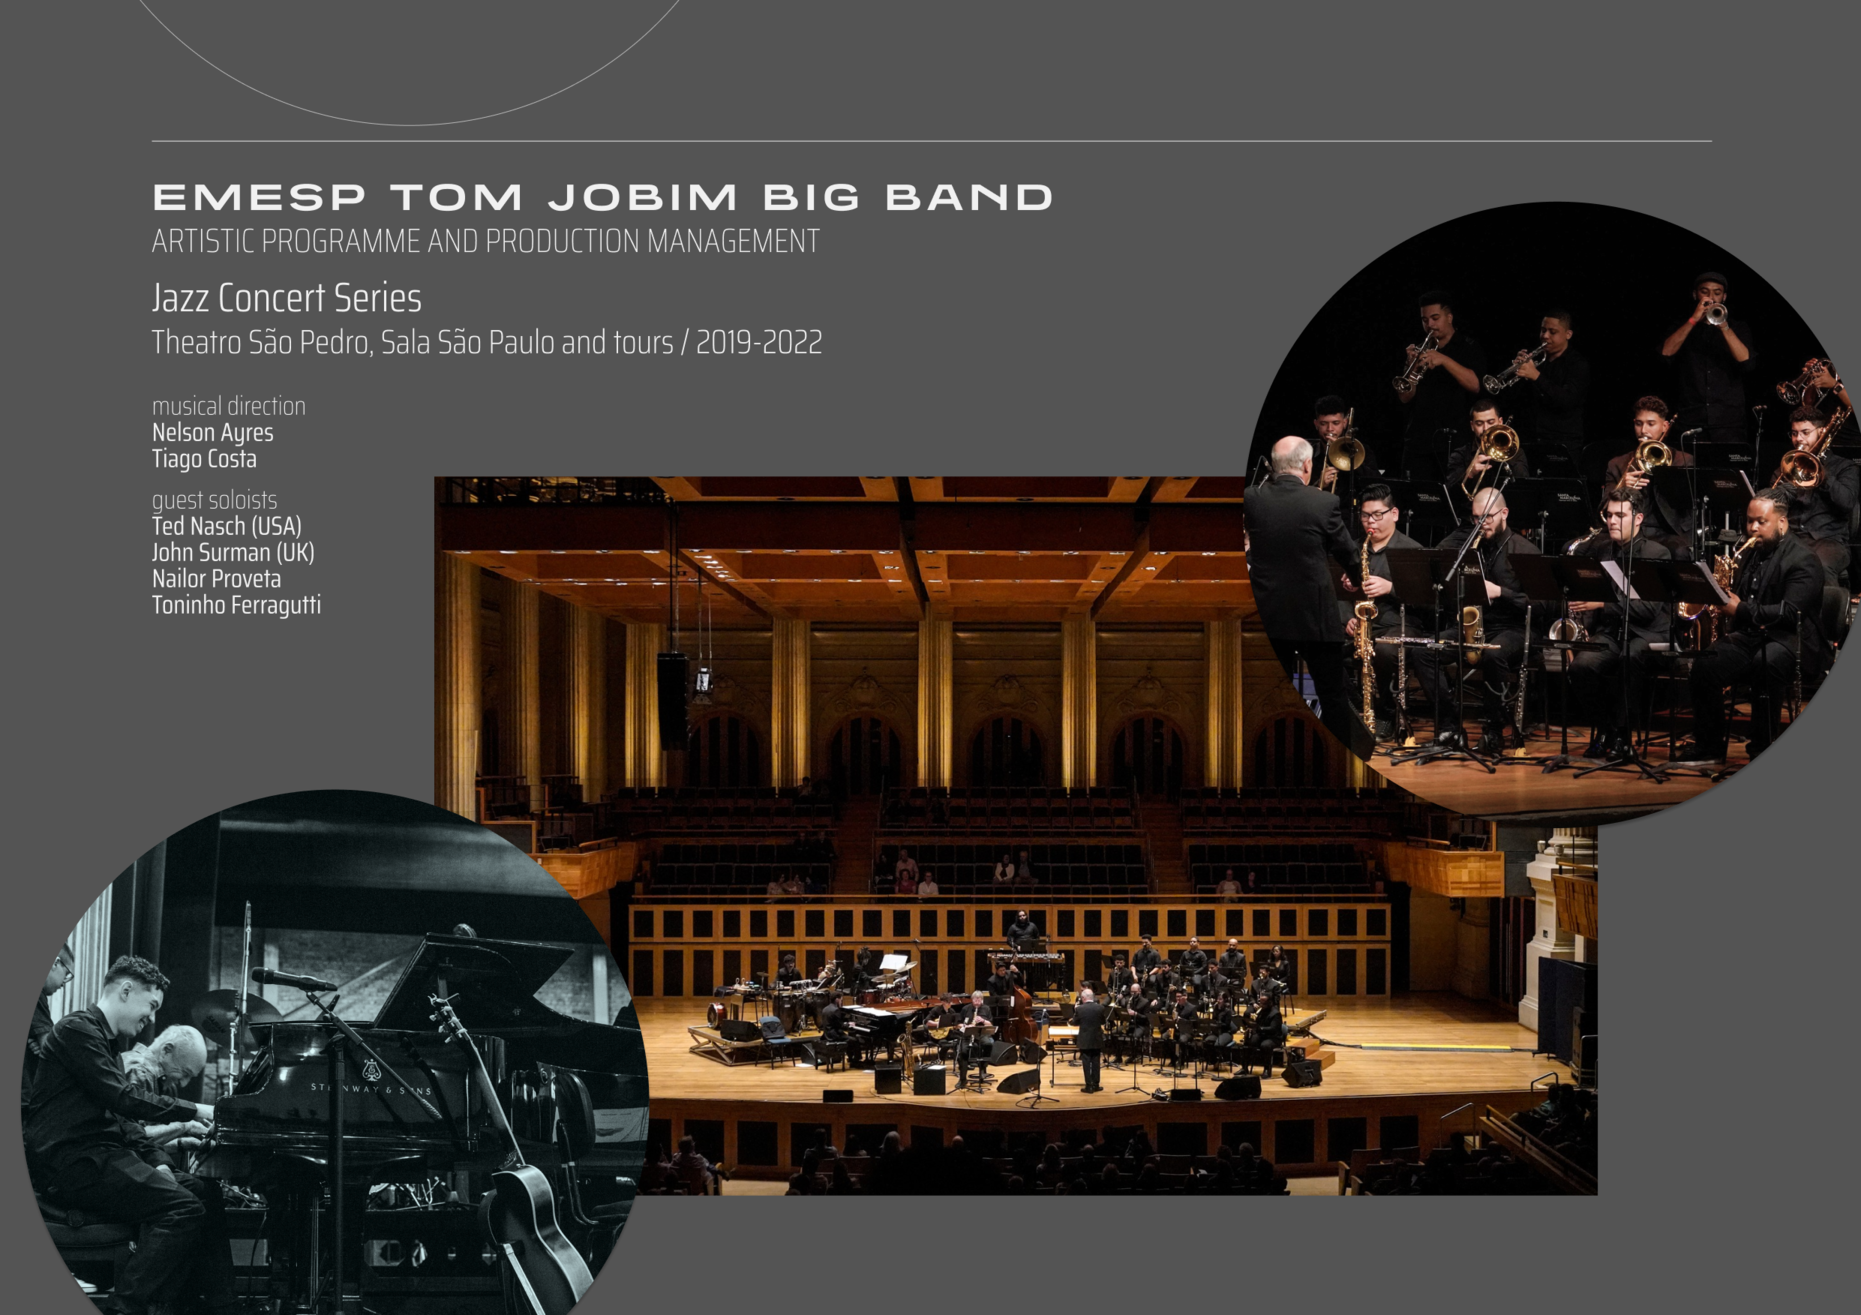 EMESP TOM JOBIM BIG BAND
ARTISTIC PROGRAMME AND PRODUCTION MANAGEMENT
Jazz Concert Series
Theatro São Pedro, Sala São Paulo and tours / 2019-2022
musical direction
Nelson Ayres
Tiago Costa
guest soloists
Ted Nasch (USA)
John Surman (UK)
Nailor Proveta
Toninho Ferragutti
STEINWAY & SONS